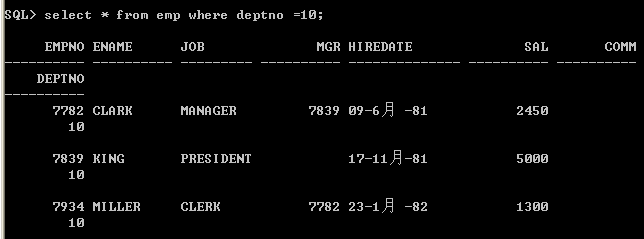 SQL> select * from emp where deptno =10;
EMPNO ENAME JOB MGR HIREDATE SAL COMM
---------- ---------- --------- ---------- -------------- ---------- ----------
DEPTNO
----------
7782 CLARK MANAGER 7839 09-6月 -81 2450
10
7839 KING PRESIDENT 17-11月-81 5000
10
7934 MILLER CLERK 7782 23-1月 -82 1300
10